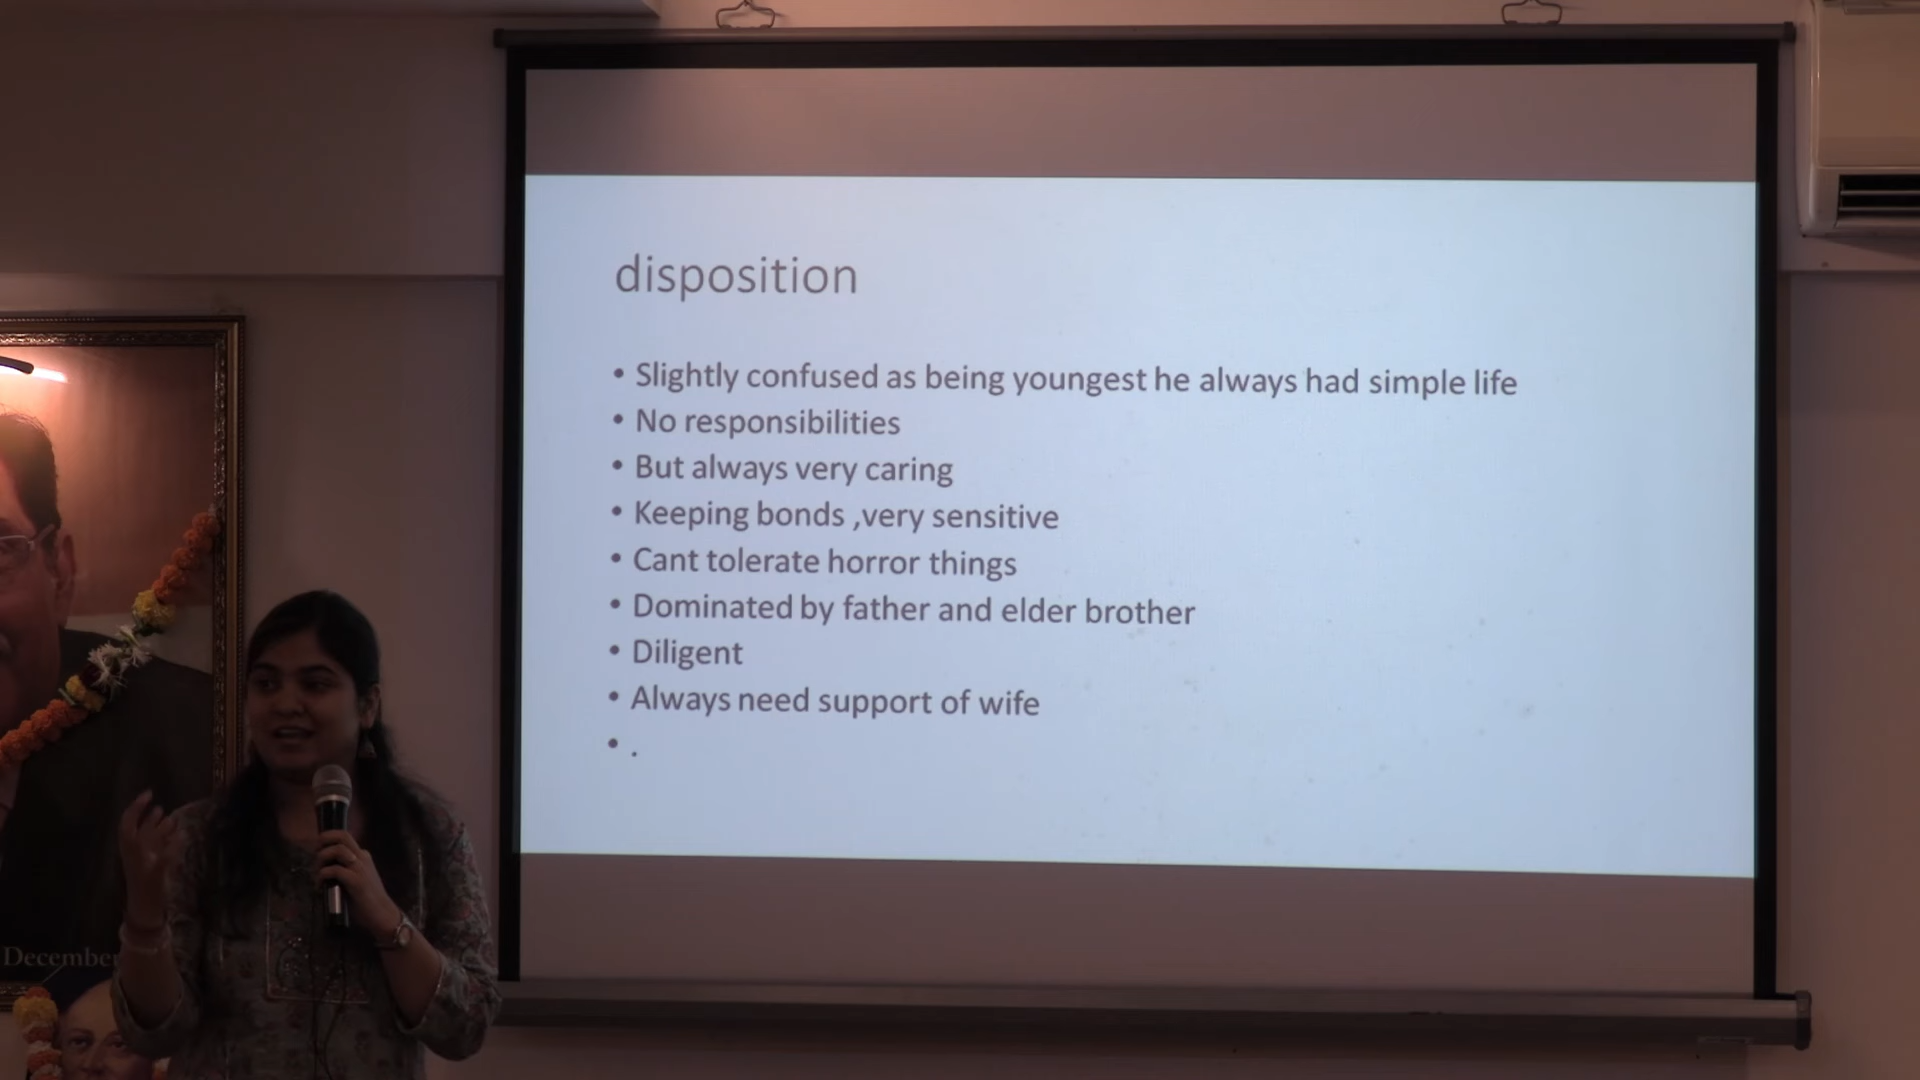 disposition
• Slightly confused as being youngest he always had simple life
• No responsibilities
• But always very caring
• Keeping bonds ,very sensitive
• Cant tolerate horror things
• Dominated by father and elder brother
• Diligent
• Always need support of wife
• .
December